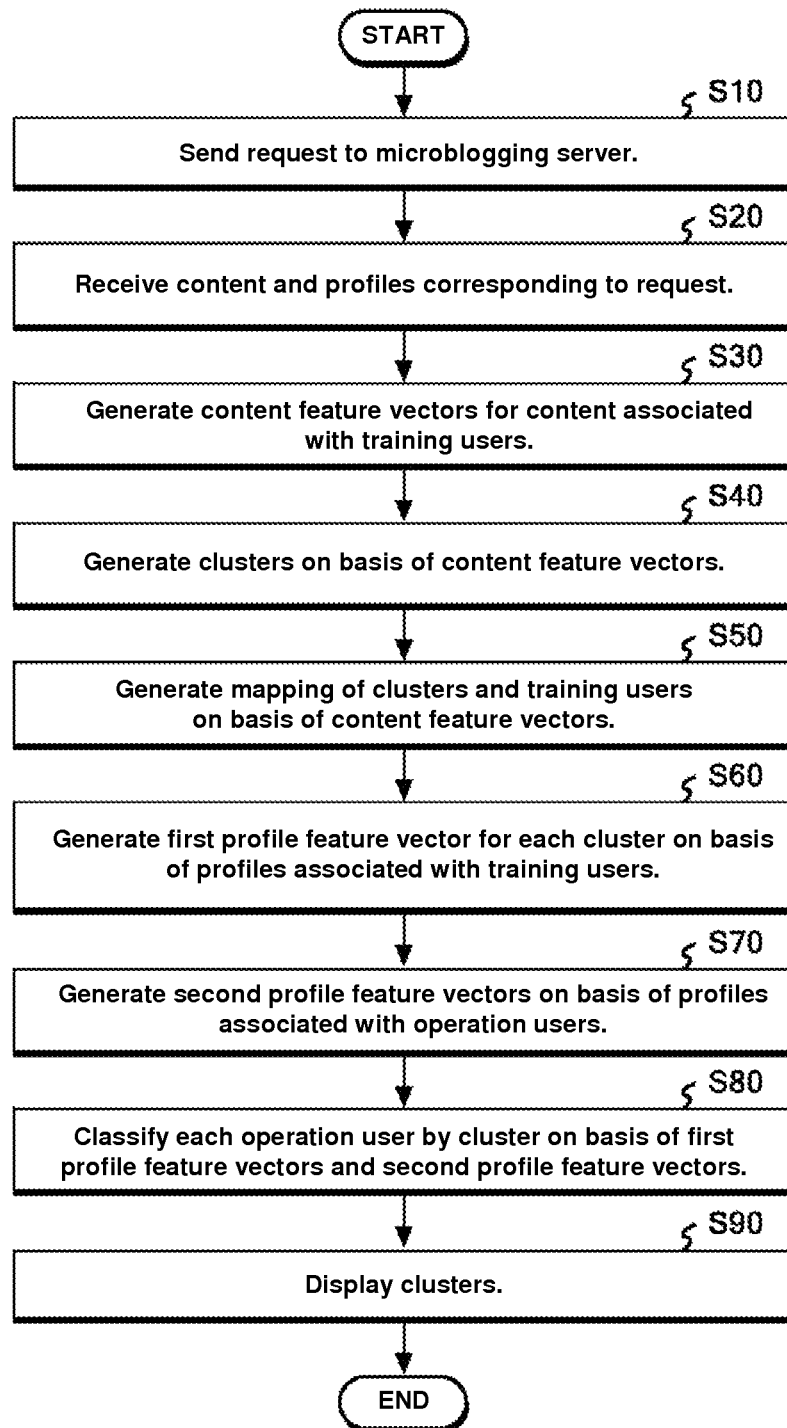 START
S10
Send request to microblogging server.
S20
Receive content and profiles corresponding to request.
S30
Generate content feature vectors for content associated
with training users.
S40
Generate clusters on basis of content feature vectors.
S50
Generate mapping of clusters and training users
on basis of content feature vectors.
S60
Generate first profile feature vector for each cluster on basis
of profiles associated with training users.
S70
Generate second profile feature vectors on basis of profiles
associated with operation users.
S80
Classify each operation user by cluster on basis of first
profile feature vectors and second profile feature vectors.
S90
Display clusters.
END